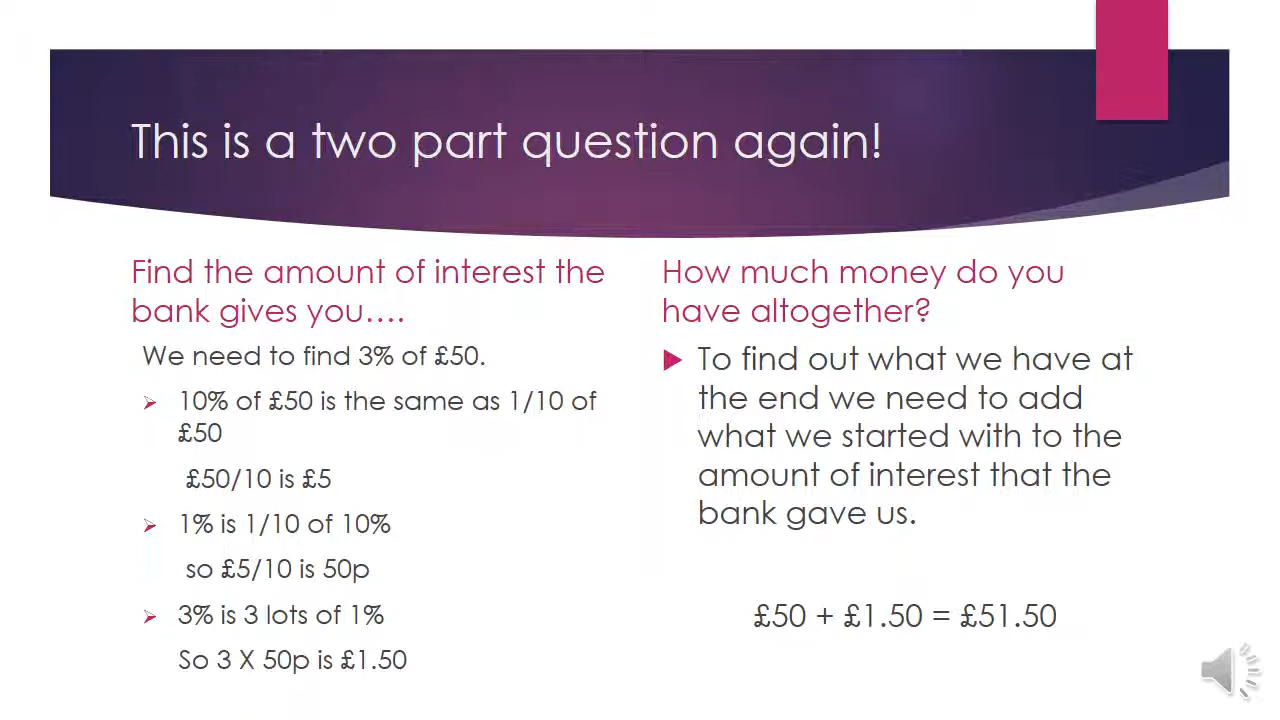 This is a two part question again!
Find the amount of interest the
bank gives you….
We need to find 3% of £50.
10% of £50 is the same as 1/10 of
£50
£50/10 is £5
1% is 1/10 of 10%
so £5/10 is 50p
3% is 3 lots of 1%
So 3 X 50p is £1.50
How much money do you
have altogether?
To find out what we have at
the end we need to add
what we started with to the
amount of interest that the
bank gave us.
£50 + £1.50 = £51.50